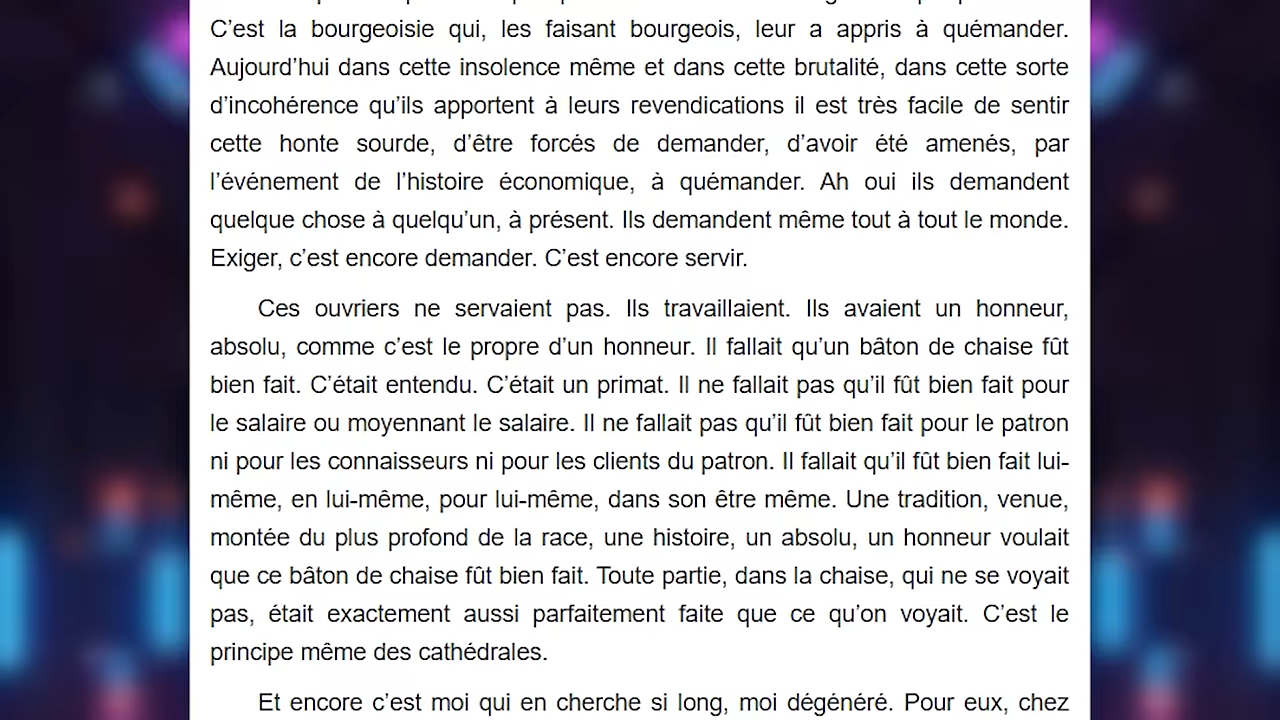 C’est la bourgeoisie qui, les faisant bourgeois, leur a appris à quémander.
Aujourd’hui dans cette insolence même et dans cette brutalité, dans cette sorte
d’incohérence qu’ils apportent à leurs revendications il est très facile de sentir
cette honte sourde, d’être forcés de demander, d’avoir été amenés, par
l’événement de l’histoire économique, à quémander. Ah oui ils demandent
quelque chose à quelqu’un, à présent. Ils demandent même tout à tout le monde.
Exiger, c’est encore demander. C’est encore servir.
Ces ouvriers ne servaient pas. Ils travaillaient. Ils avaient un honneur,
absolu, comme c’est le propre d’un honneur. Il fallait qu’un bâton de chaise fût
bien fait. C’était entendu. C’était un primat. Il ne fallait pas qu’il fût bien fait pour
le salaire ou moyennant le salaire. Il ne fallait pas qu’il fût bien fait pour le patron
ni pour les connaisseurs ni pour les clients du patron. Il fallait qu’il fût bien fait lui-
même, en lui-même, pour lui-même, dans son être même. Une tradition, venue,
montée du plus profond de la race, une histoire, un absolu, un honneur voulait
que ce bâton de chaise fût bien fait. Toute partie, dans la chaise, qui ne se voyait
pas, était exactement aussi parfaitement faite que ce qu’on voyait. C’est le
principe même des cathédrales.
Et encore c’est moi qui en cherche si long, moi dégénéré. Pour eux, chez